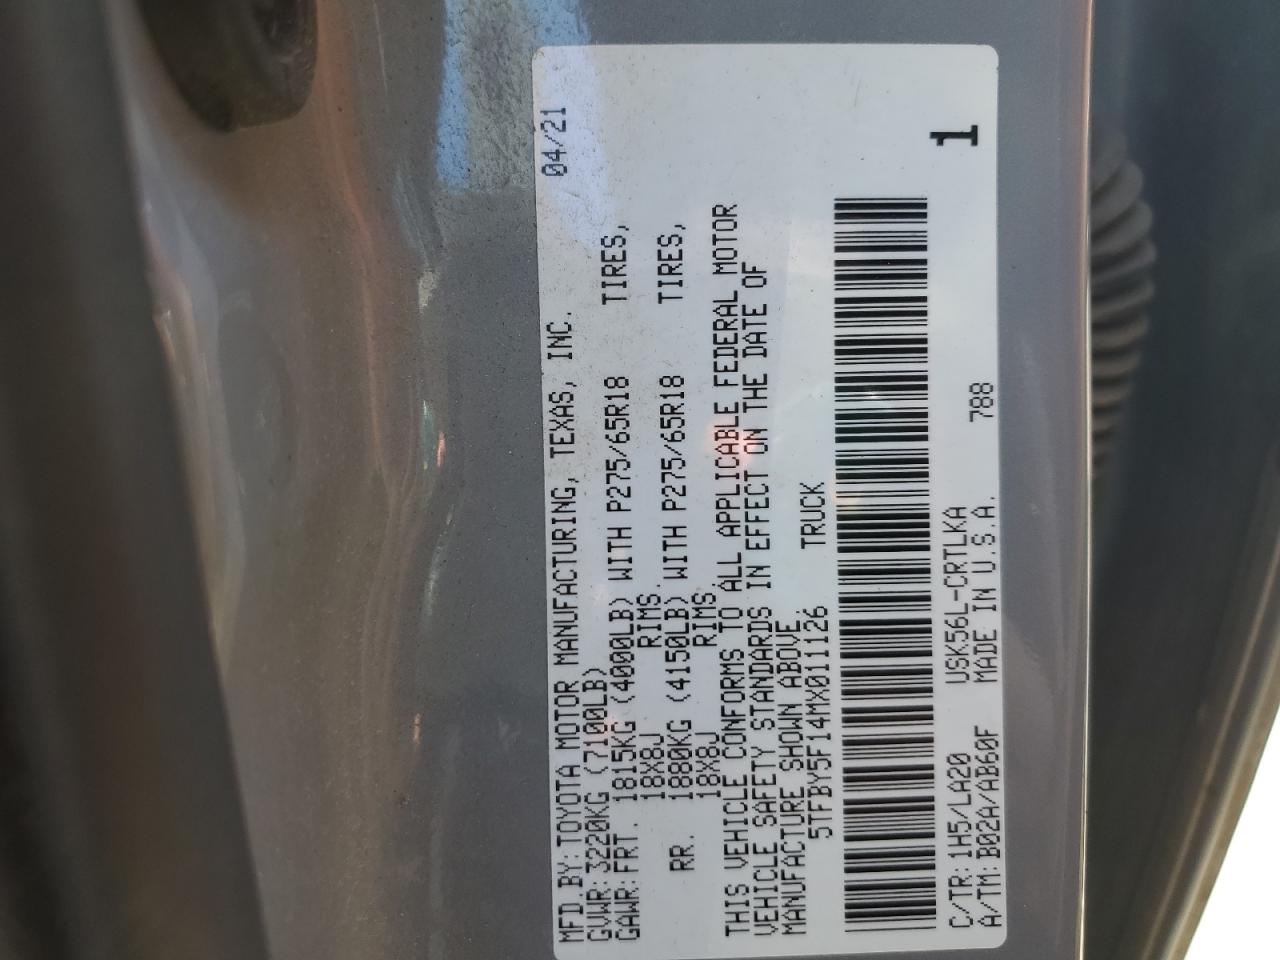 04/21
MFD.BY:TOYOTA MOTOR MANUFACTURING, TEXAS, INC.
GVWR:3220KG (7100LB)
GAWR:FRT. 1815KG (4000LB) WITH P275/65R18 TIRES,
18X8J RIMS.
RR. 1880KG (4150LB) WITH P275/65R18 TIRES,
18X8J RIMS.
THIS VEHICLE CONFORMS TO ALL APPLICABLE FEDERAL MOTOR
VEHICLE SAFETY STANDARDS IN EFFECT ON THE DATE OF
MANUFACTURE SHOWN ABOVE.
5TFBY5F14MX011126 TRUCK
C/TR:1H5/LA20 USK56L-CRTLKA 1
A/TM:B02A/AB60F MADE IN U.S.A. 788